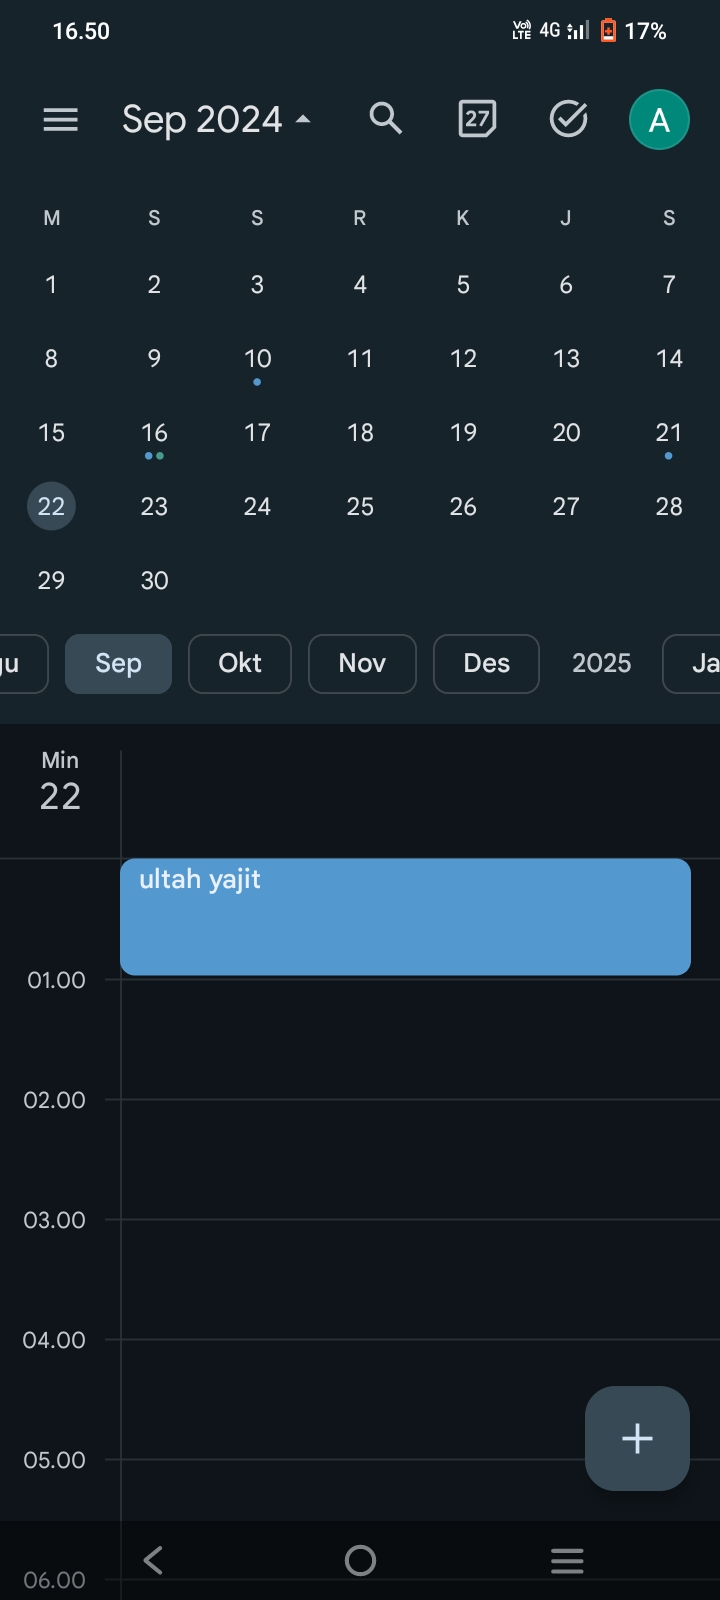 16.50 Vo) LTE 4G 17%
Sep 2024 27 A
M S S R K J S
1 2 3 4 5 6 7
8 9 10 11 12 13 14
15 16 17 18 19 20 21
22 23 24 25 26 27 28
29 30
gu Sep Okt Nov Des 2025 Ja
Min
22
ultah yajit
01.00
02.00
03.00
04.00
05.00
06.00